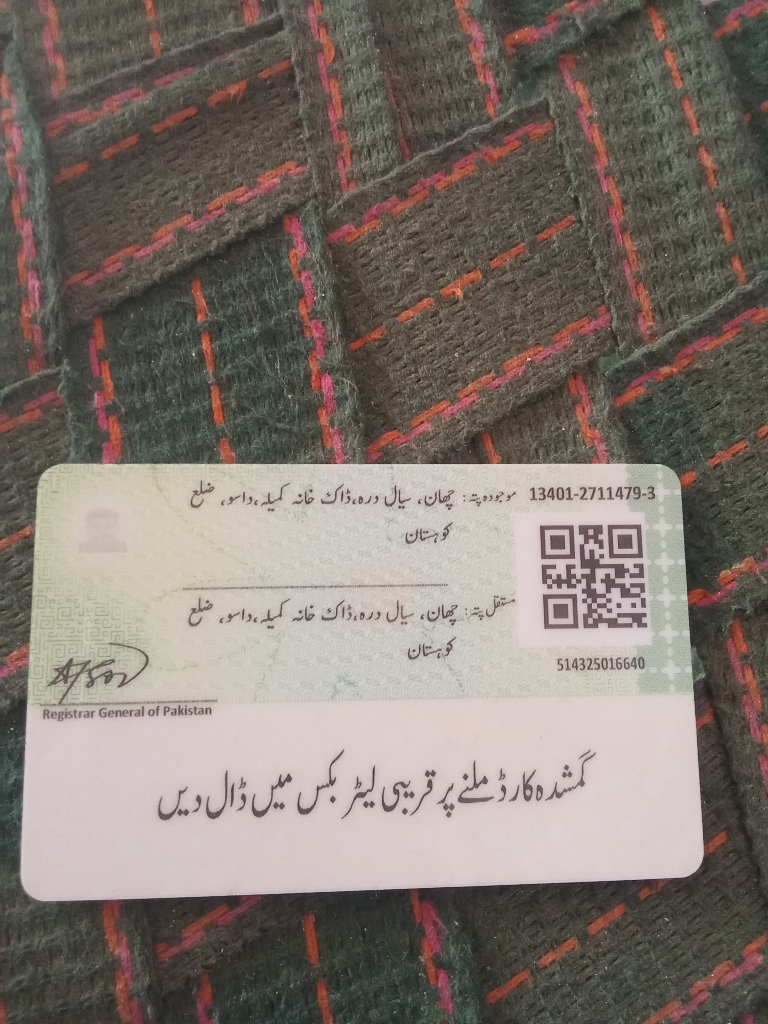 13401-2711479-3
موجودہ پتہ: چھان، سیال درہ، ڈاک خانہ کمیلہ، داسو، ضلع
کوہستان
مستقل پتہ: چھان، سیال درہ، ڈاک خانہ کمیلہ، داسو، ضلع
کوہستان
514325016640
Registrar General of Pakistan
گمشدہ کارڈ ملنے پر قریبی لیٹر بکس میں ڈال دیں